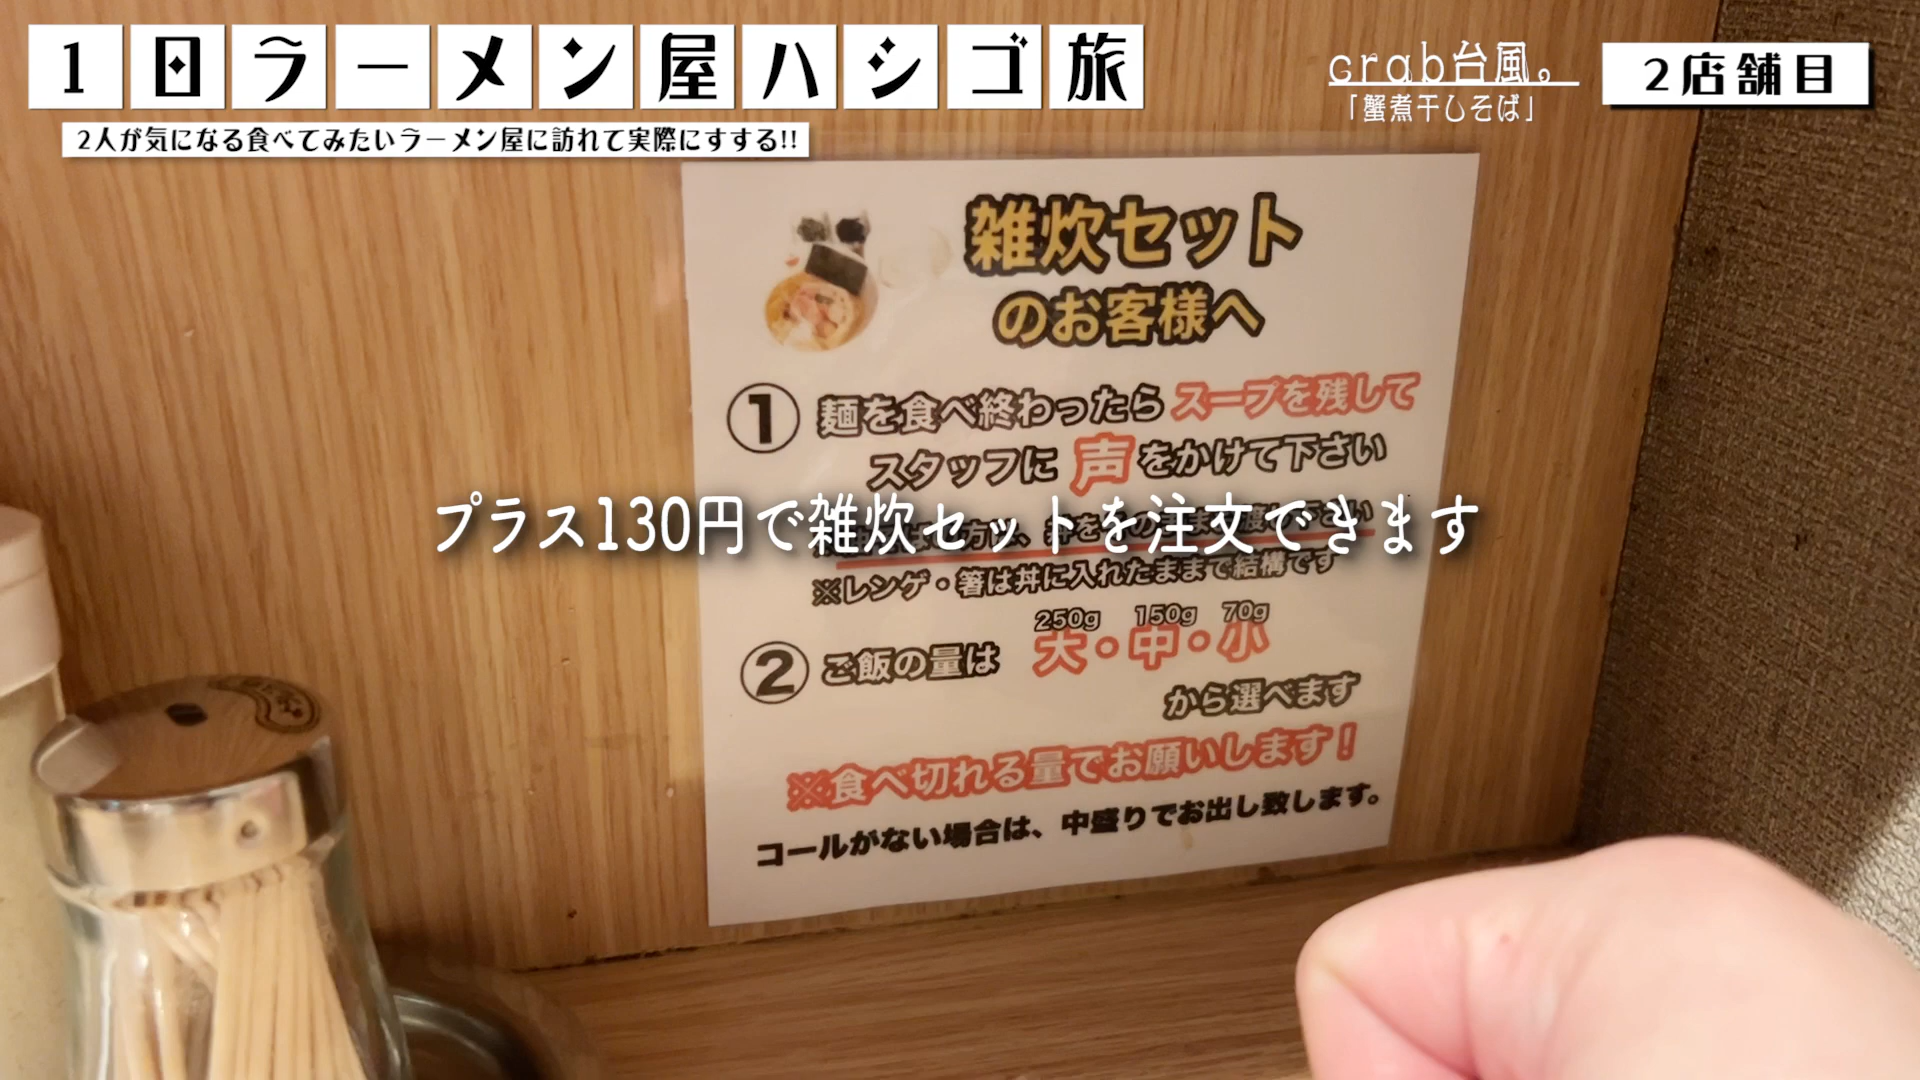 1日ラーメン屋ハシゴ旅
2人が気になる食べてみたいラーメン屋に訪れて実際にすする!!
crab台風。
「蟹煮干しそば」
2店舗目
雑炊セット
のお客様へ
① 麺を食べ終わったらスープを残して
スタッフに声をかけて下さい
プラス130円で雑炊セットを注文できます
※レンゲ・箸は丼に入れたままで結構です
250g 150g 70g
② ご飯の量は 大・中・小
から選べます
※食べ切れる量でお願いします！
コールがない場合は、中盛りでお出し致します。